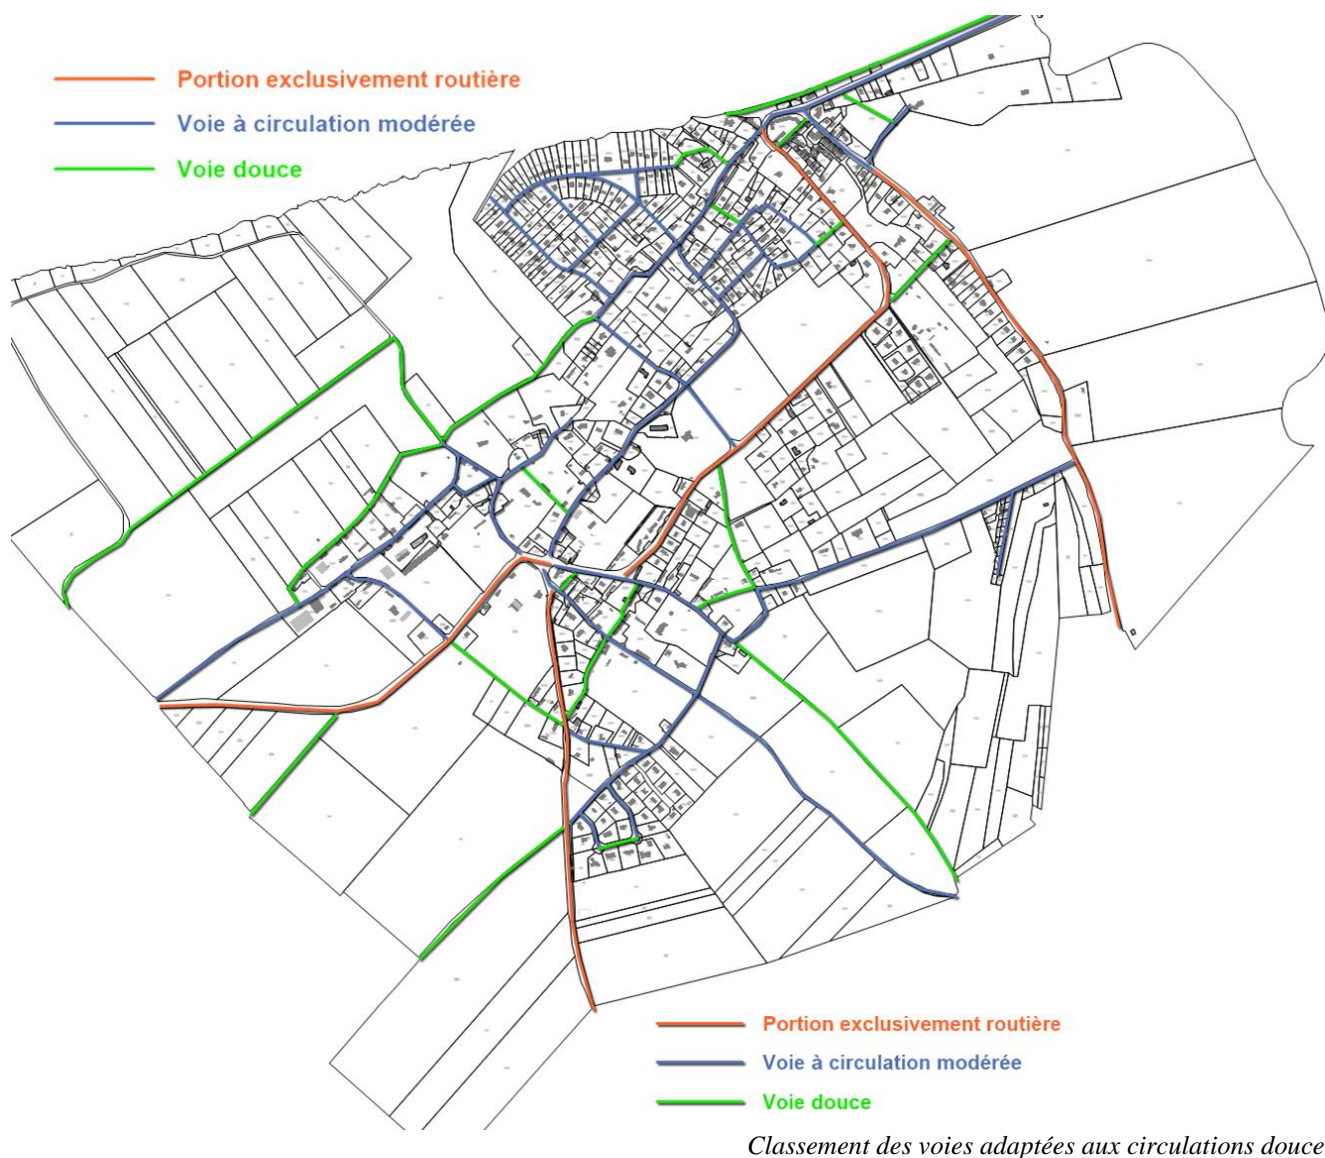 Portion exclusivement routière
Voie à circulation modérée
Voie douce
Portion exclusivement routière
Voie à circulation modérée
Voie douce
Classement des voies adaptées aux circulations douce